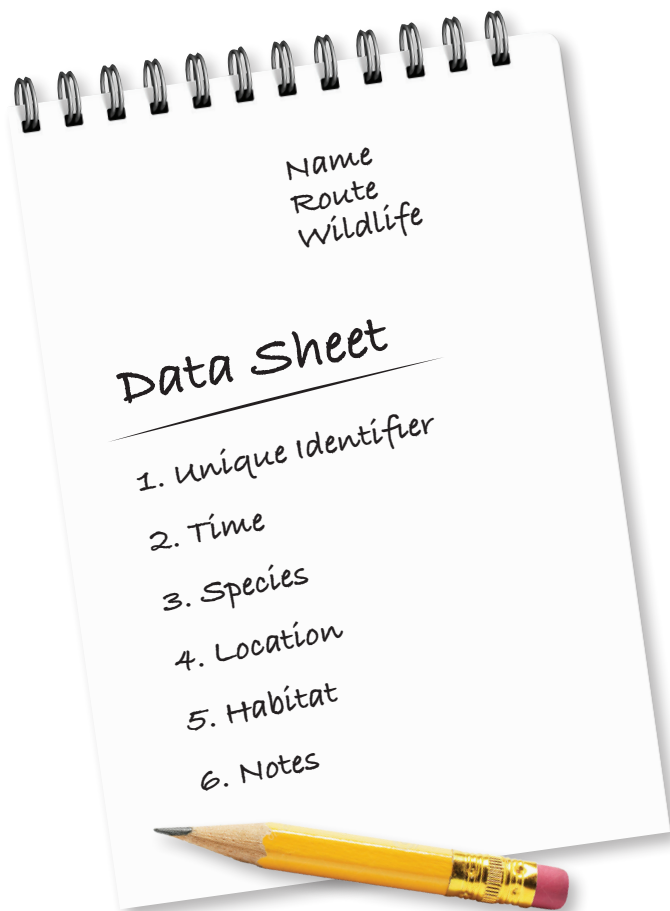 Name
Route
Wildlife
Data Sheet
1. Unique Identifier
2. Time
3. Species
4. Location
5. Habitat
6. Notes